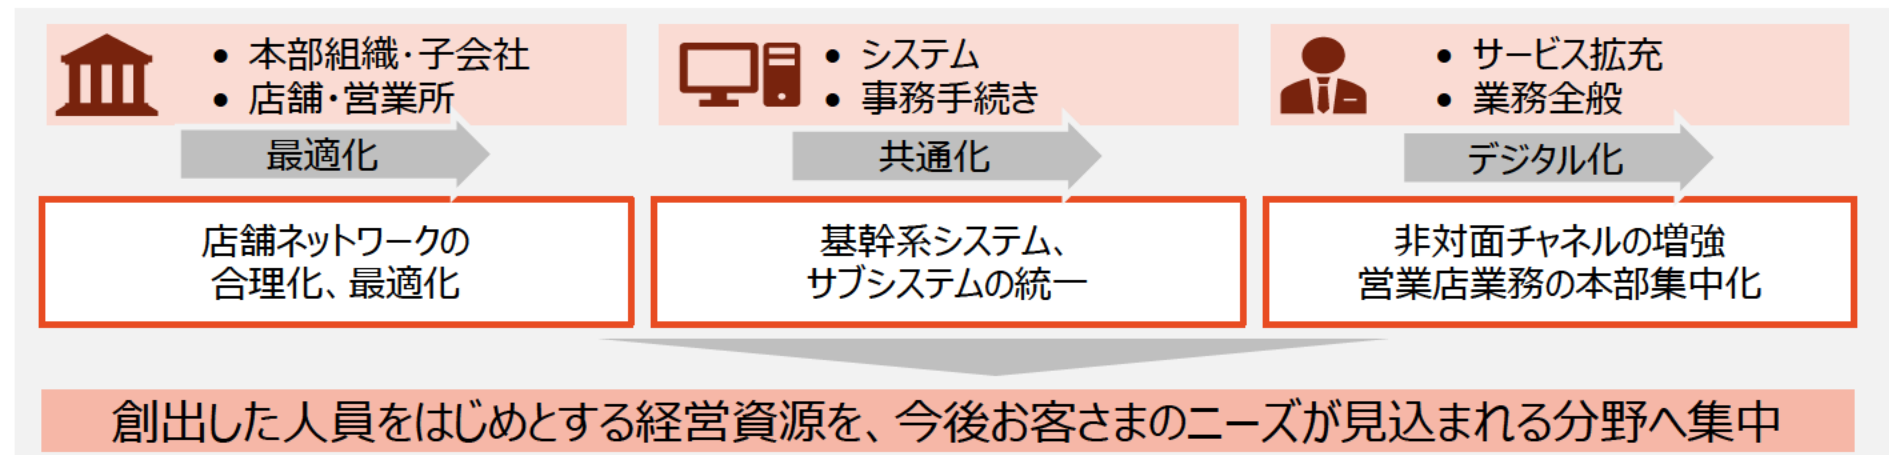 • 本部組織・子会社
• 店舗・営業所
最適化
店舗ネットワークの
合理化、最適化
• システム
• 事務手続き
共通化
基幹系システム、
サブシステムの統一
• サービス拡充
• 業務全般
デジタル化
非対面チャネルの増強
営業店業務の本部集中化
創出した人員をはじめとする経営資源を、今後お客さまのニーズが見込まれる分野へ集中